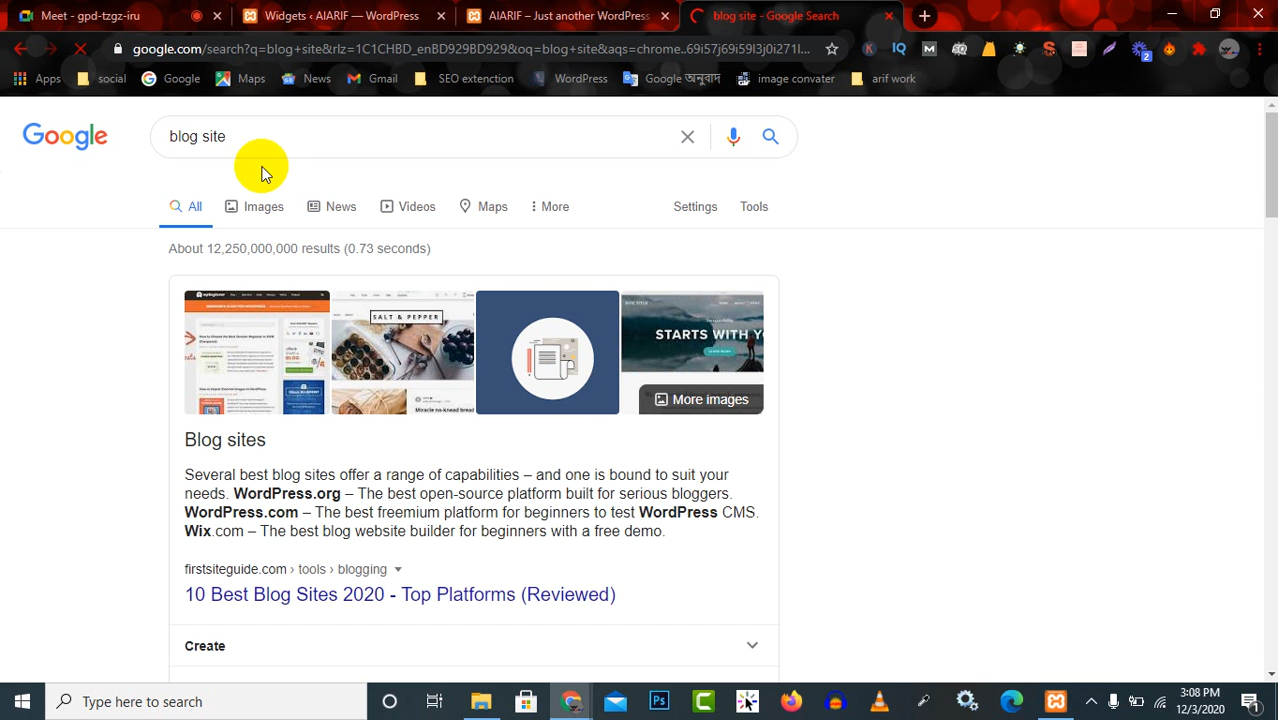 Meet - gpd-tzgz-iru
Widgets ‹ AIARIF — WordPress
AIARIF – Just another WordPress
blog site - Google Search
google.com/search?q=blog+site&rlz=1C1CHBD_enBD929BD929&oq=blog+site&aqs=chrome..69i57j69i59l3j0i271l...
Apps
social
Google
Maps
News
Gmail
SEO extenction
WordPress
Google অনুবাদ
image convater
arif work
Google
blog site
All
Images
News
Videos
Maps
More
Settings
Tools
About 12,250,000,000 results (0.73 seconds)
SALT & PEPPER
STARTS WITH Y
Miracle no-knead bread
More images
Blog sites
Several best blog sites offer a range of capabilities – and one is bound to suit your
needs. WordPress.org – The best open-source platform built for serious bloggers.
WordPress.com – The best freemium platform for beginners to test WordPress CMS.
Wix.com – The best blog website builder for beginners with a free demo.
firstsiteguide.com › tools › blogging
10 Best Blog Sites 2020 - Top Platforms (Reviewed)
Create
Type here to search
3:08 PM
12/3/2020